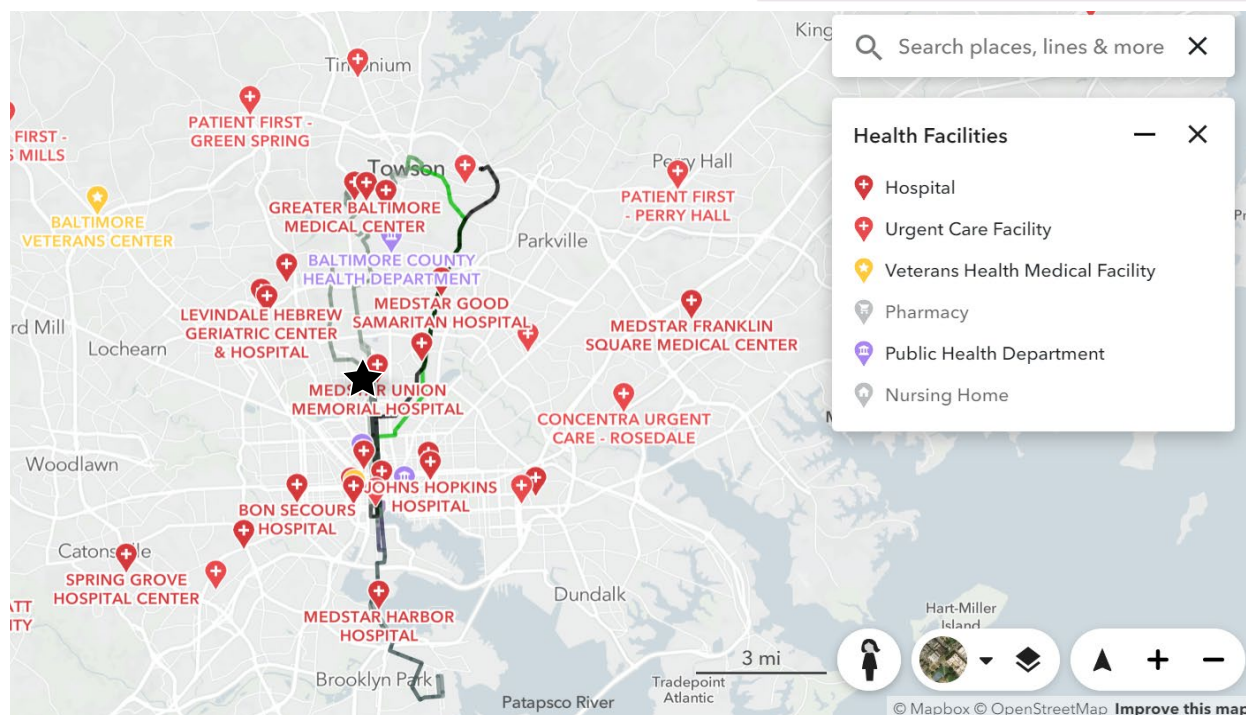 King
Search places, lines & more
Timonium
FIRST -
S MILLS
PATIENT FIRST -
GREEN SPRING
Health Facilities
Hospital
Urgent Care Facility
Veterans Health Medical Facility
Pharmacy
Public Health Department
Nursing Home
Towson
Perry Hall
PATIENT FIRST
- PERRY HALL
BALTIMORE
VETERANS CENTER
GREATER BALTIMORE
MEDICAL CENTER
Parkville
BALTIMORE COUNTY
HEALTH DEPARTMENT
LEVINDALE HEBREW
GERIATRIC CENTER
& HOSPITAL
MEDSTAR GOOD
SAMARITAN HOSPITAL
MEDSTAR FRANKLIN
SQUARE MEDICAL CENTER
rd Mill
Lochearn
MEDSTAR UNION
MEMORIAL HOSPITAL
CONCENTRA URGENT
CARE - ROSEDALE
Woodlawn
JOHNS HOPKINS
HOSPITAL
BON SECOURS
HOSPITAL
Catonsville
SPRING GROVE
HOSPITAL CENTER
ATT
ITY
Dundalk
MEDSTAR HARBOR
HOSPITAL
Hart-Miller
Island
Brooklyn Park
3 mi
Tradepoint
Atlantic
Patapsco River
© Mapbox © OpenStreetMap Improve this map